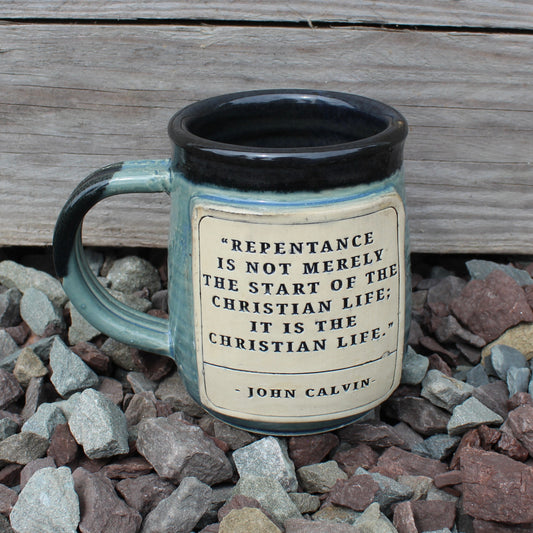 “REPENTANCE
IS NOT MERELY
THE START OF THE
CHRISTIAN LIFE;
IT IS THE
CHRISTIAN LIFE.”
- JOHN CALVIN-